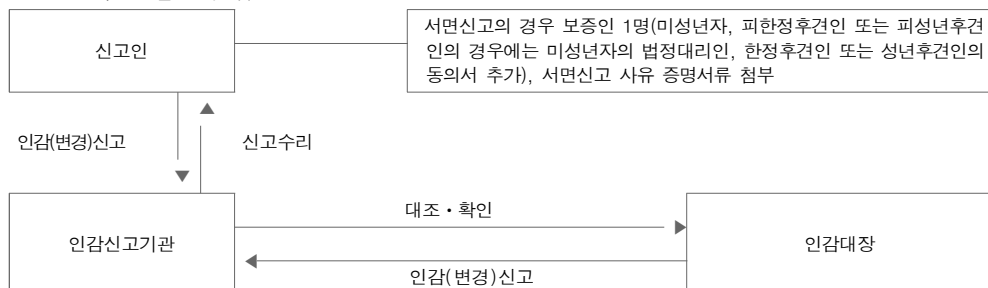 신고인
서면신고의 경우 보증인 1명(미성년자, 피한정후견인 또는 피성년후견
인의 경우에는 미성년자의 법정대리인, 한정후견인 또는 성년후견인의
동의서 추가), 서면신고 사유 증명서류 첨부
인감(변경)신고
신고수리
인감신고기관
대조・확인
인감(변경)신고
인감대장